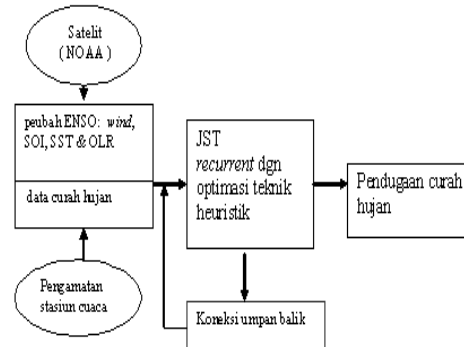 Satelit
( NOAA )
peubah ENSO: wind,
SOI, SST & OLR
data curah hujan
Pengamatan
stasiun cuaca
JST
recurrent dgn
optimasi teknik
heuristik
Koneksi umpan balik
Pendugaan curah
hujan